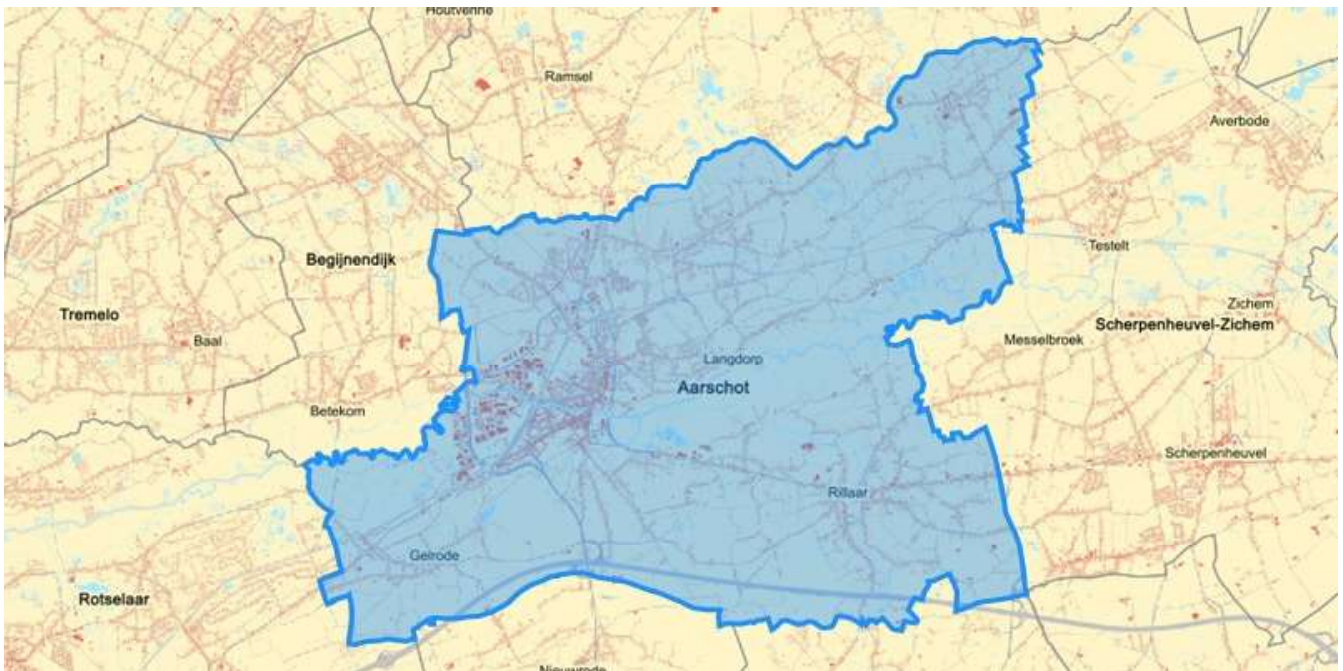 Houtvenne
Ramsel
Averbode
Testelt
Begijnendijk
Zichem
Tremelo
Scherpenheuvel-Zichem
Baal
Messelbroek
Langdorp
Aarschot
Betekom
Scherpenheuvel
Rillaar
Gelrode
Rotselaar
Nieuwrode